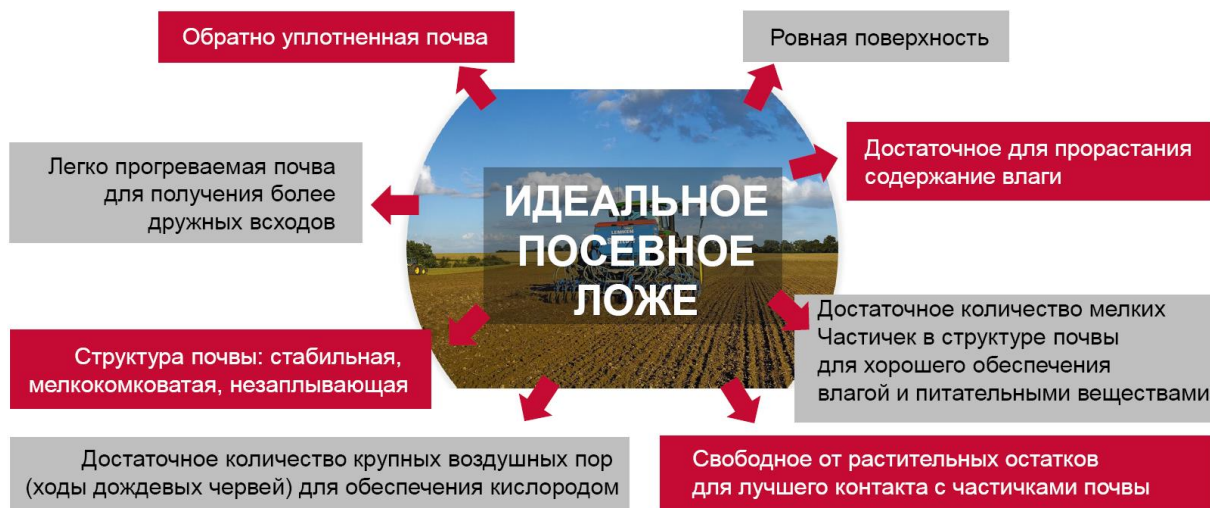 Обратно уплотненная почва
Ровная поверхность
Легко прогреваемая почва
для получения более
дружных всходов
Достаточное для прорастания
содержание влаги
ИДЕАЛЬНОЕ
ПОСЕВНОЕ
ЛОЖЕ
LEMKEN
Структура почвы: стабильная,
мелкокомковатая, незаплывающая
Достаточное количество мелких
Частичек в структуре почвы
для хорошего обеспечения
влагой и питательными веществами
Достаточное количество крупных воздушных пор
(ходы дождевых червей) для обеспечения кислородом
Свободное от растительных остатков
для лучшего контакта с частичками почвы